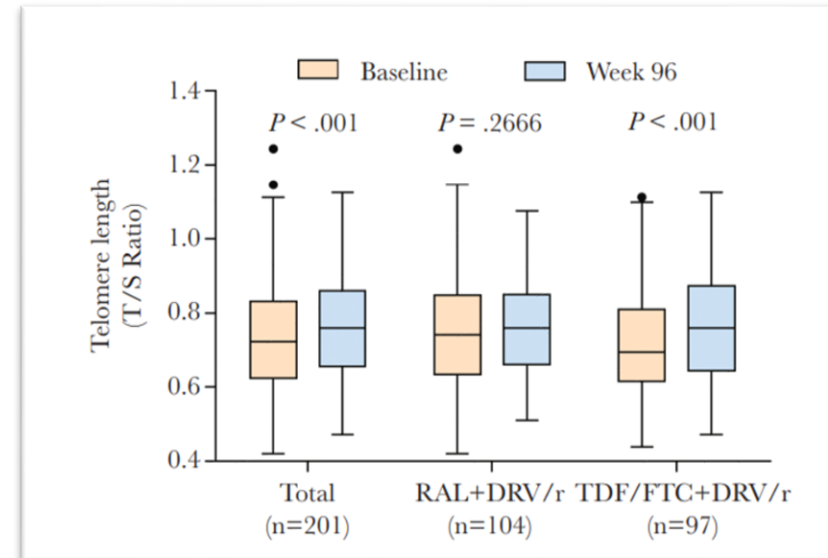 Baseline Week 96
1.4
P < .001 P = .2666 P < .001
1.2
1.0
0.8
0.6
0.4
Telomere length
(T/S Ratio)
Total RAL+DRV/r TDF/FTC+DRV/r
(n=201) (n=104) (n=97)